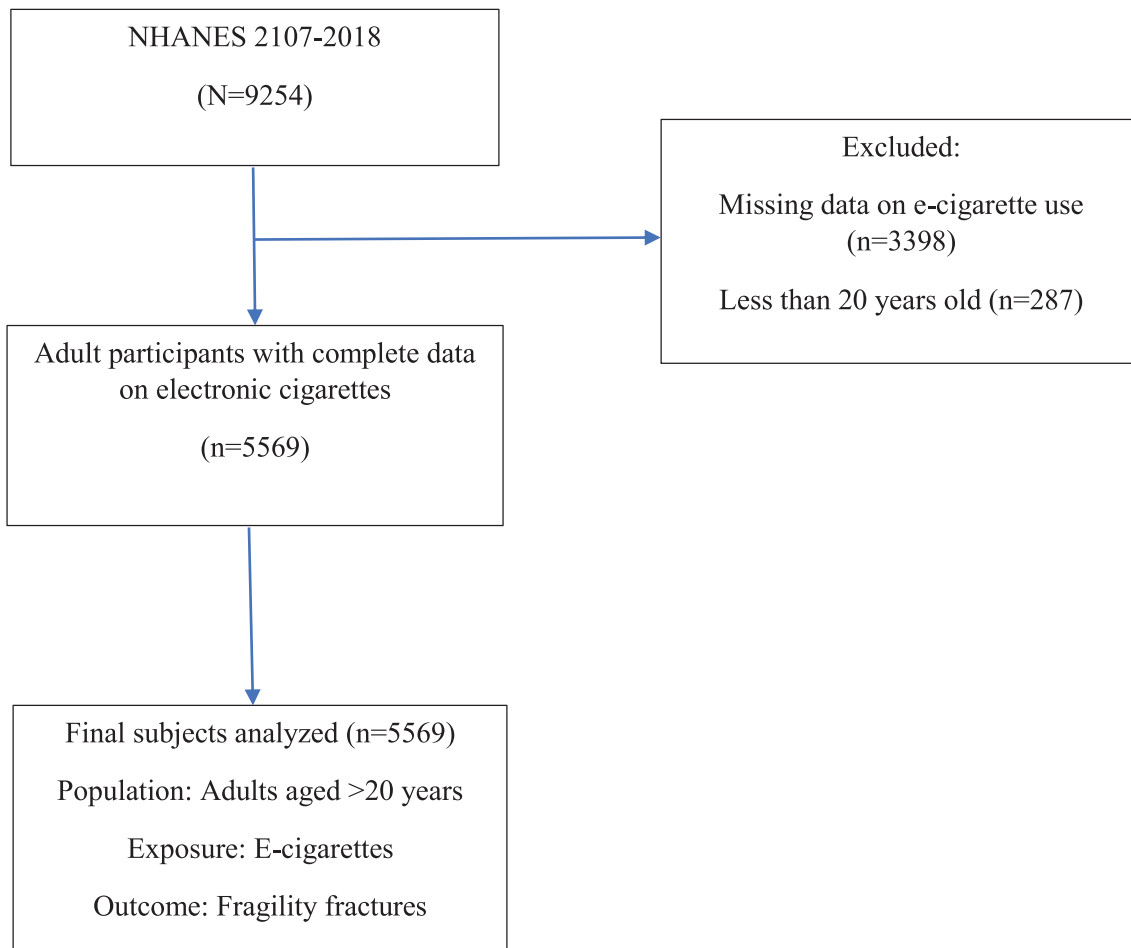 NHANES 2107-2018
(N=9254)
Excluded:
Missing data on e-cigarette use
(n=3398)
Less than 20 years old (n=287)
Adult participants with complete data
on electronic cigarettes
(n=5569)
Final subjects analyzed (n=5569)
Population: Adults aged >20 years
Exposure: E-cigarettes
Outcome: Fragility fractures